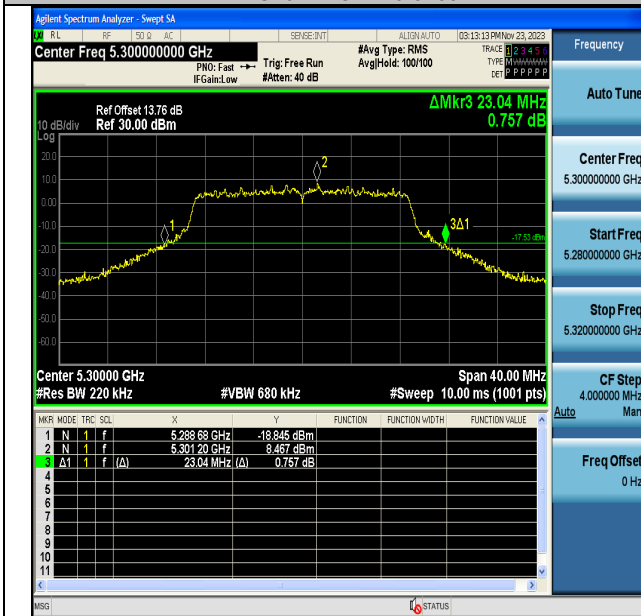 Agilent Spectrum Analyzer - Swept SA
RL RF 50 Ω AC SENSE:INT ALIGN AUTO 03:13:13 PM Nov 23, 2023
Center Freq 5.300000000 GHz #Avg Type: RMS TRACE 1 2 3 4 5 6
PNO: Fast Trig: Free Run Avg|Hold: 100/100 TYPE M WWWWW
IFGain:Low #Atten: 40 dB DET P P P P P P
Frequency
Auto Tune
Center Freq
5.300000000 GHz
Start Freq
5.280000000 GHz
Stop Freq
5.320000000 GHz
CF Step
4.000000 MHz
Auto Man
Freq Offset
0 Hz
ΔMkr3 23.04 MHz
0.757 dB
Ref Offset 13.76 dB
10 dB/div Ref 30.00 dBm
Log
20.0
10.0
0.00
-10.0
-20.0
-30.0
-40.0
-50.0
-60.0
1
2
3Δ1
-17.53 dBm
Center 5.30000 GHz Span 40.00 MHz
#Res BW 220 kHz #VBW 680 kHz #Sweep 10.00 ms (1001 pts)
MKR MODE TRC SCL X Y FUNCTION FUNCTION WIDTH FUNCTION VALUE
1 N 1 f 5.288 68 GHz -18.845 dBm
2 N 1 f 5.301 20 GHz 8.467 dBm
3 Δ1 1 f (Δ) 23.04 MHz (Δ) 0.757 dB
4
5
6
7
8
9
10
11
MSG STATUS